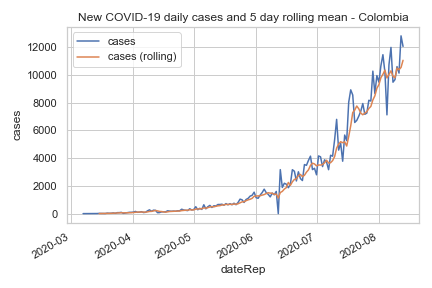 New COVID-19 daily cases and 5 day rolling mean - Colombia
cases
cases (rolling)
12000
10000
8000
6000
4000
2000
0
cases
2020-03
2020-04
2020-05
2020-06
2020-07
2020-08
dateRep